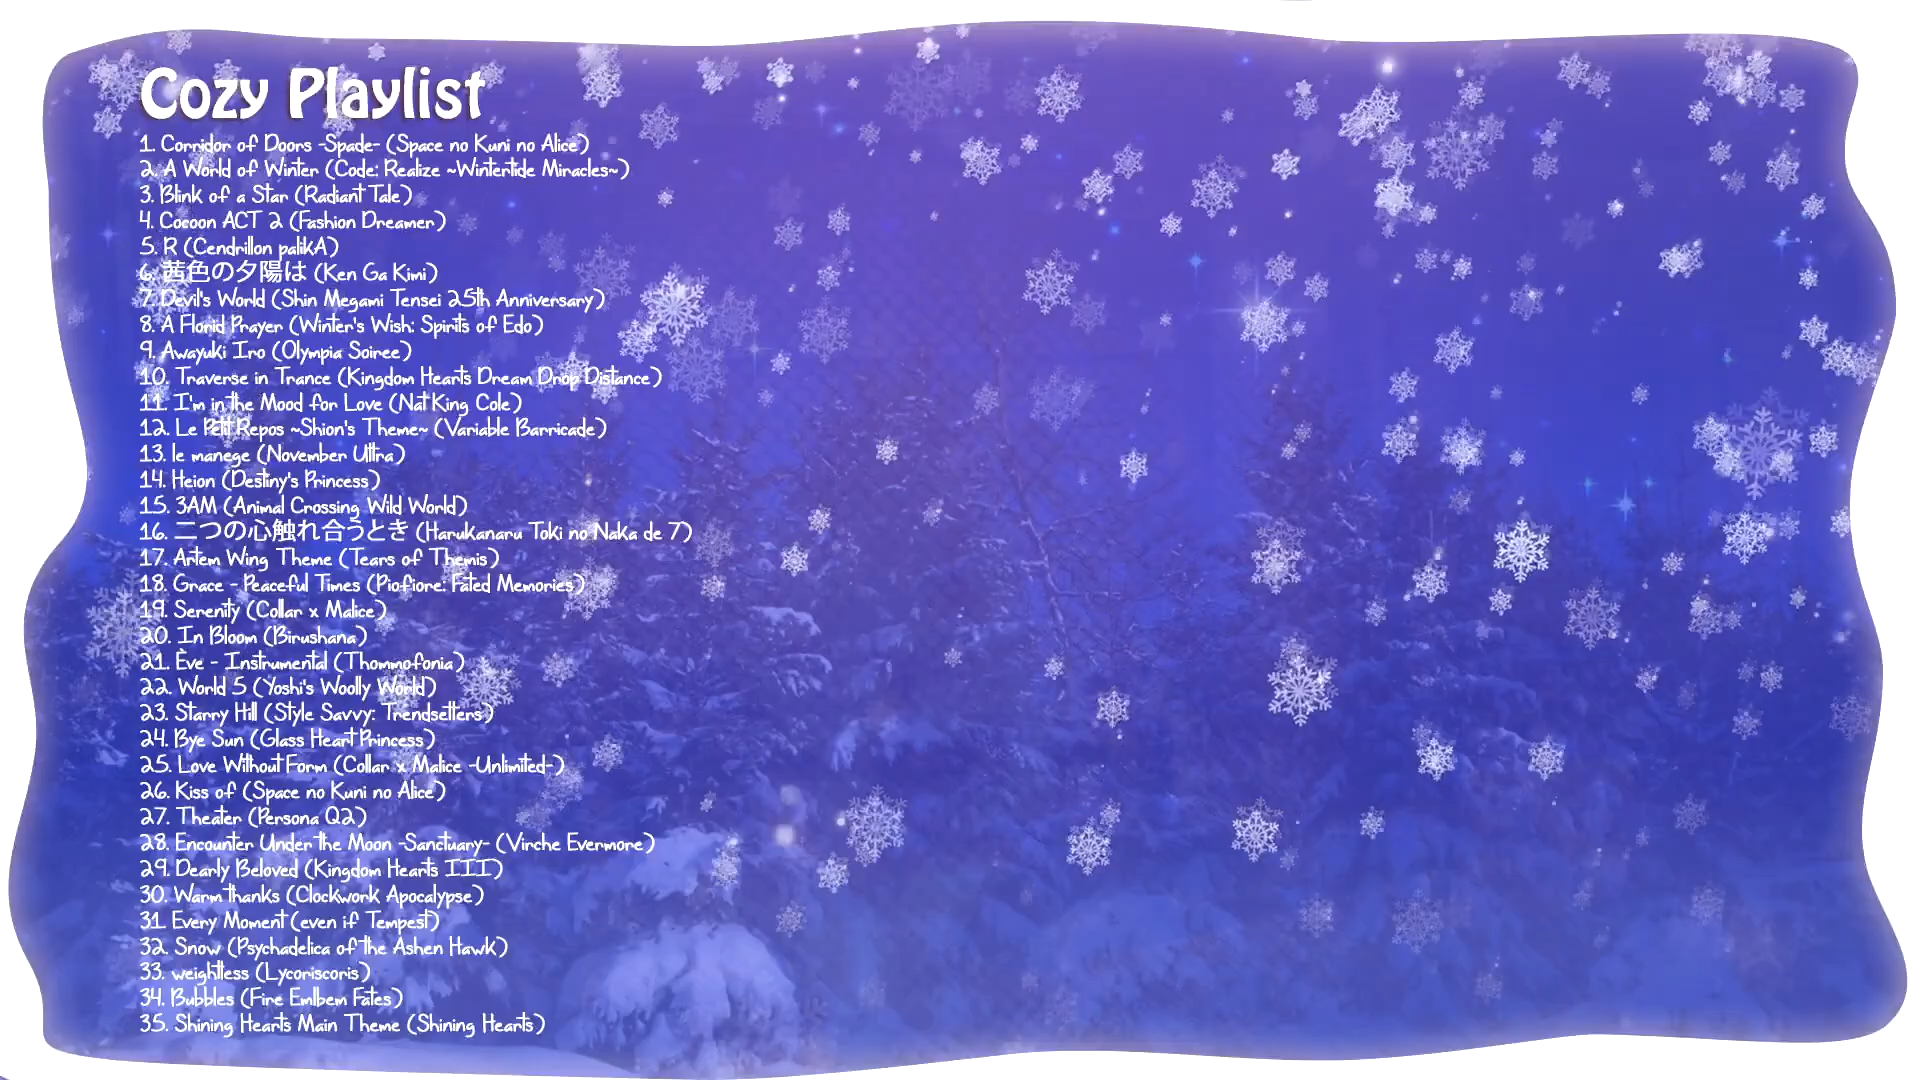 Cozy Playlist
1. Corridor of Doors -Spade- (Space no Kuni no Alice)
2. A World of Winter (Code: Realize ~Wintertide Miracles~)
3. Blink of a Star (Radiant Tale)
4. Cocoon ACT 2 (Fashion Dreamer)
5. R (Cendrillon palikA)
6. 茜色の夕陽は (Ken Ga Kimi)
7. Devil's World (Shin Megami Tensei 25th Anniversary)
8. A Florid Prayer (Winter's Wish: Spirits of Edo)
9. Awayuki Iro (Olympia Soiree)
10. Traverse in Trance (Kingdom Hearts Dream Drop Distance)
11. I'm in the Mood for Love (Nat King Cole)
12. Le Petit Repos ~Shion's Theme~ (Variable Barricade)
13. le manege (November Ultra)
14. Heion (Destiny's Princess)
15. 3AM (Animal Crossing Wild World)
16. 二つの心触れ合うとき (Harukanaru Toki no Naka de 7)
17. Artem Wing Theme (Tears of Themis)
18. Grace - Peaceful Times (Piofiore: Fated Memories)
19. Serenity (Collar x Malice)
20. In Bloom (Birushana)
21. Ève - Instrumental (Thommofonia)
22. World 5 (Yoshi's Woolly World)
23. Starry Hill (Style Savvy: Trendsetters)
24. Bye Sun (Glass Heart Princess)
25. Love Without Form (Collar x Malice -Unlimited-)
26. Kiss of (Space no Kuni no Alice)
27. Theater (Persona Q2)
28. Encounter Under the Moon -Sanctuary- (Virche Evermore)
29. Dearly Beloved (Kingdom Hearts III)
30. Warm thanks (Clockwork Apocalypse)
31. Every Moment (even if Tempest)
32. Snow (Psychadelica of the Ashen Hawk)
33. weightless (Lycoriscoris)
34. Bubbles (Fire Emlbem Fates)
35. Shining Hearts Main Theme (Shining Hearts)